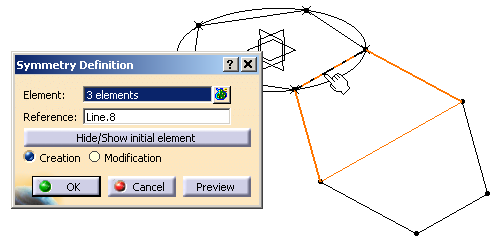 Symmetry Definition
Element: 3 elements
Reference: Line.8
Hide/Show initial element
Creation Modification
OK Cancel Preview